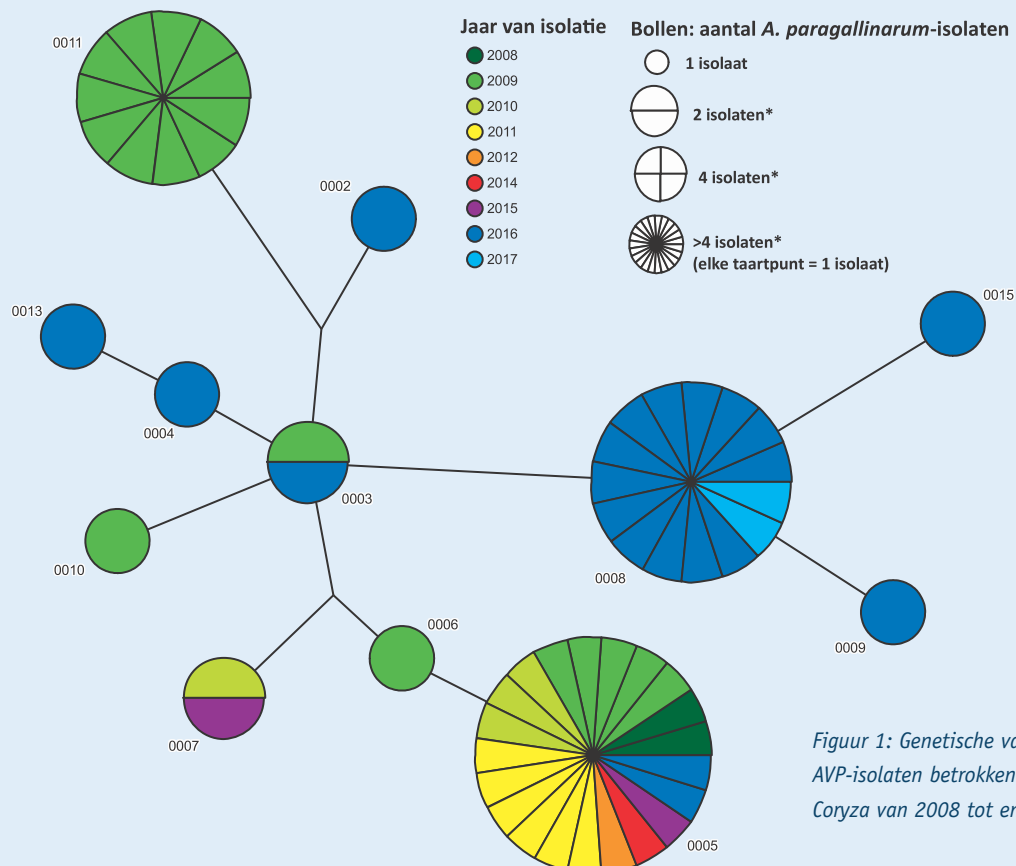 Jaar van isolatie
2008
2009
2010
2011
2012
2014
2015
2016
2017
Bollen: aantal A. paragallinarum-isolaten
1 isolaat
2 isolaten*
4 isolaten*
>4 isolaten*
(elke taartpunt = 1 isolaat)
0011
0002
0013
0004
0003
0010
0015
0008
0009
0006
0007
0005
Figuur 1: Genetische
AVP-isolaten betrokken
Coryza van 2008 tot